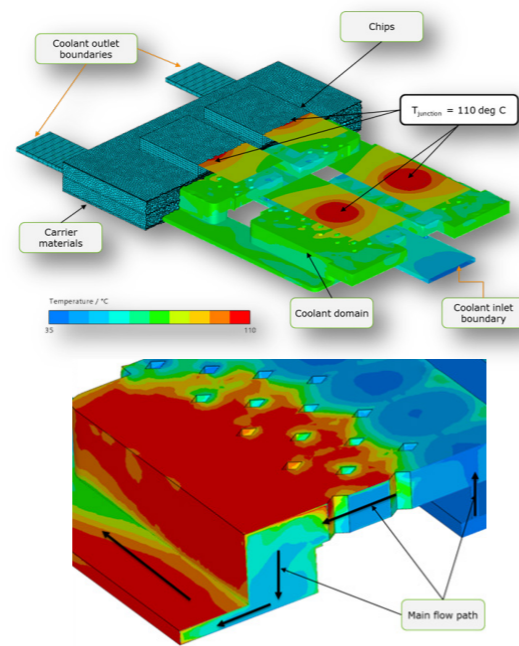 Chips
Coolant outlet
boundaries
Tjunction = 110 deg C
Carrier
materials
Coolant domain
Coolant inlet
boundary
Temperature / °C
35
110
Main flow path